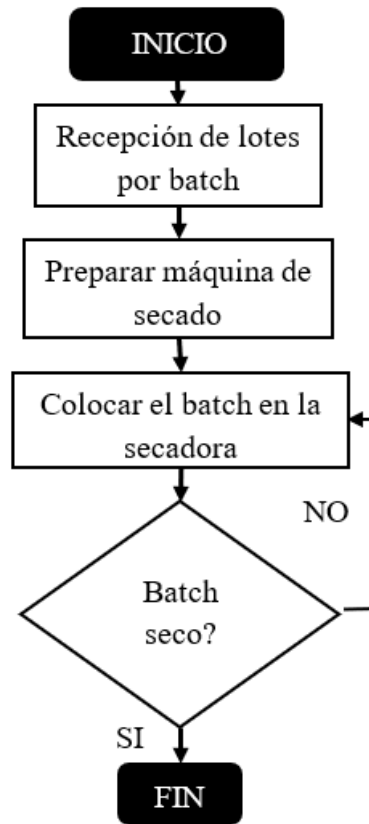 INICIO
Recepción de lotes
por batch
Preparar máquina de
secado
Colocar el batch en la
secadora
NO
Batch
seco?
SI
FIN